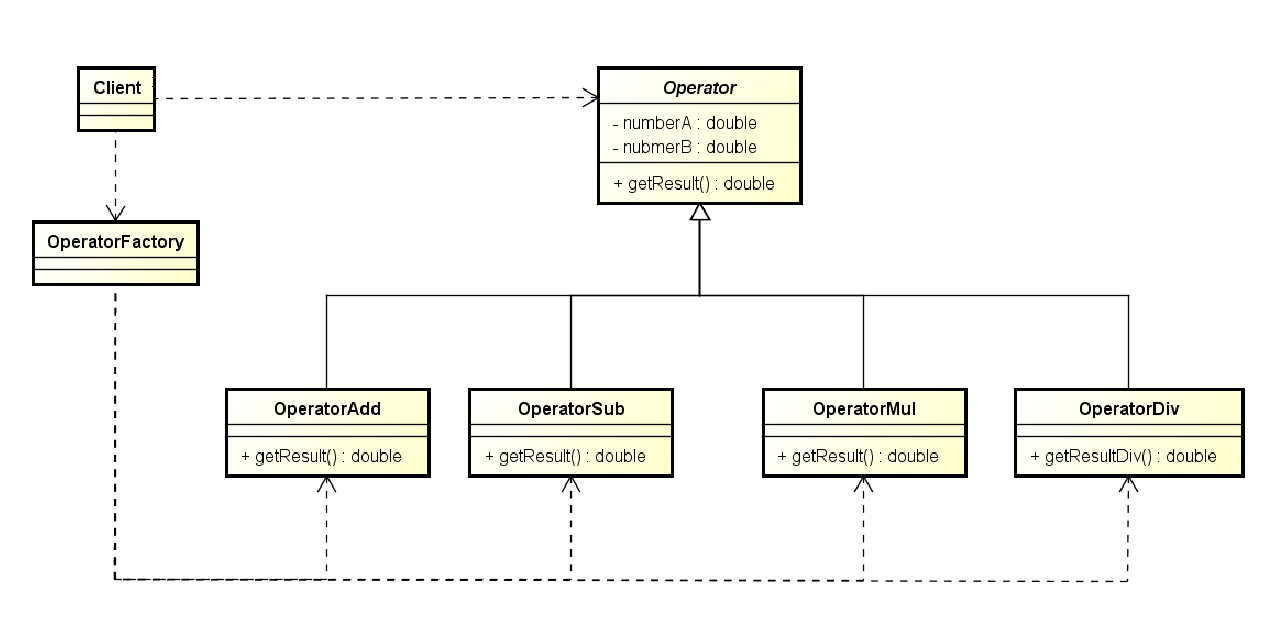 Client
Operator
- numberA : double
- nubmerB : double
+ getResult() : double
OperatorFactory
OperatorAdd
+ getResult() : double
OperatorSub
+ getResult() : double
OperatorMul
+ getResult() : double
OperatorDiv
+ getResultDiv() : double